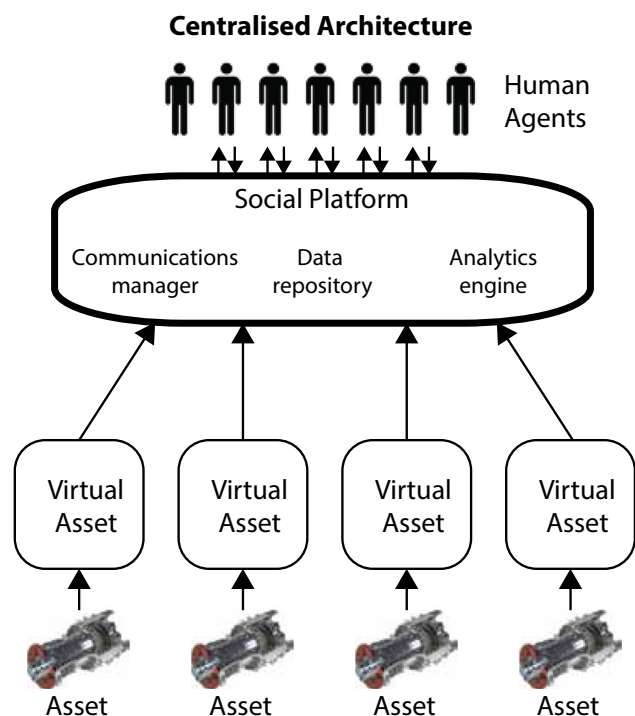 Centralised Architecture
Human
Agents
Social Platform
Communications
manager
Data
repository
Analytics
engine
Virtual
Asset
Virtual
Asset
Virtual
Asset
Virtual
Asset
Asset
Asset
Asset
Asset